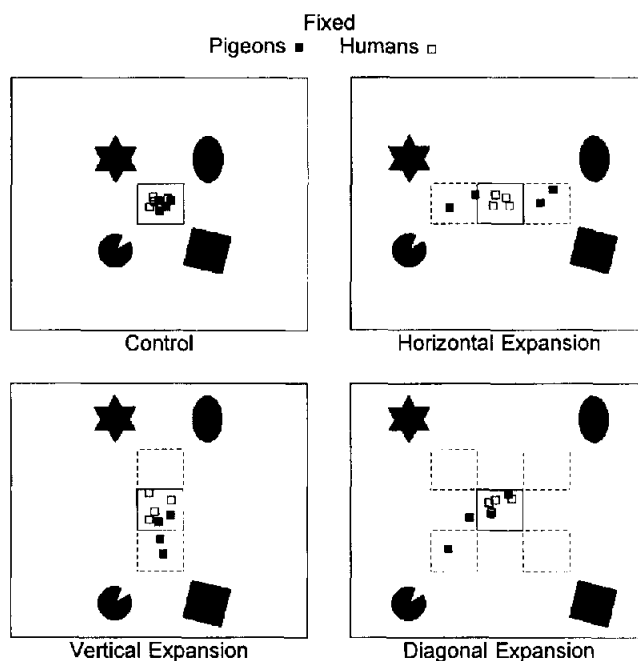 Fixed
Pigeons ■ Humans □
Control
Horizontal Expansion
Vertical Expansion
Diagonal Expansion